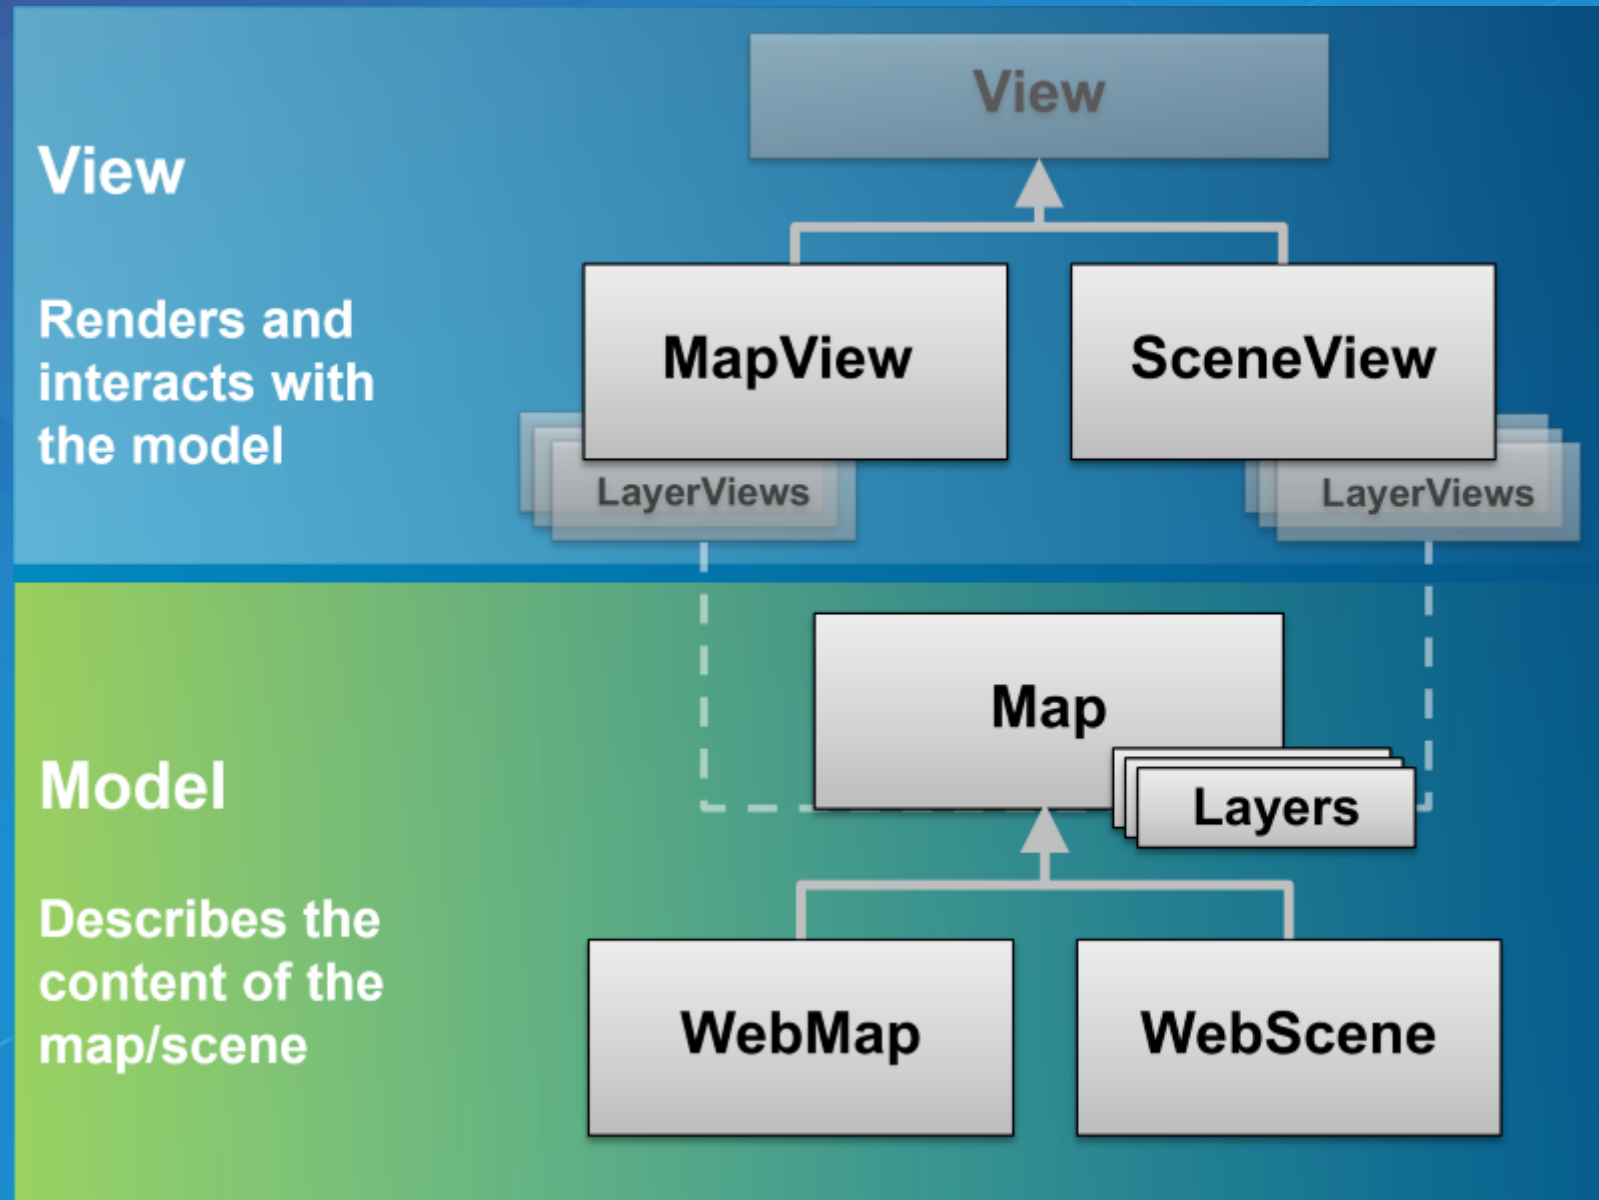 View
View
Renders and
interacts with
the model
MapView
SceneView
LayerViews
LayerViews
Map
Layers
Model
Describes the
content of the
map/scene
WebMap
WebScene